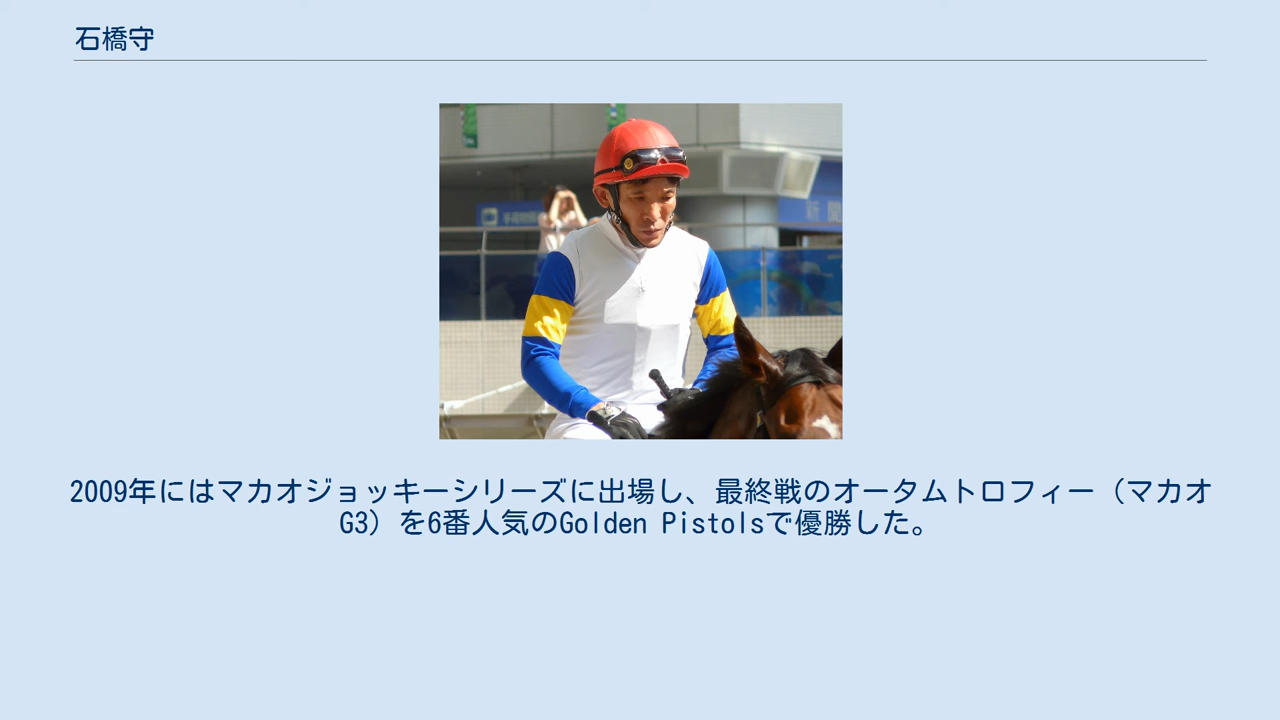 石橋守
2009年にはマカオジョッキーシリーズに出場し、最終戦のオータムトロフィー（マカオ
G3）を6番人気のGolden Pistolsで優勝した。